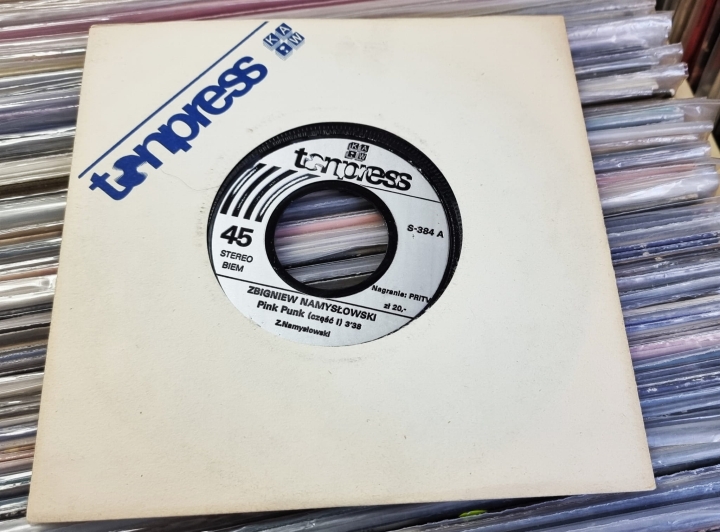 KAW
tonpress
KAW
tonpress
S-384 A
45
STEREO
BIEM
Nagrania: PRITV
zł 20,-
ZBIGNIEW NAMYSŁOWSKI
Pink Punk (część I) 3'38
Z.Namysłowski